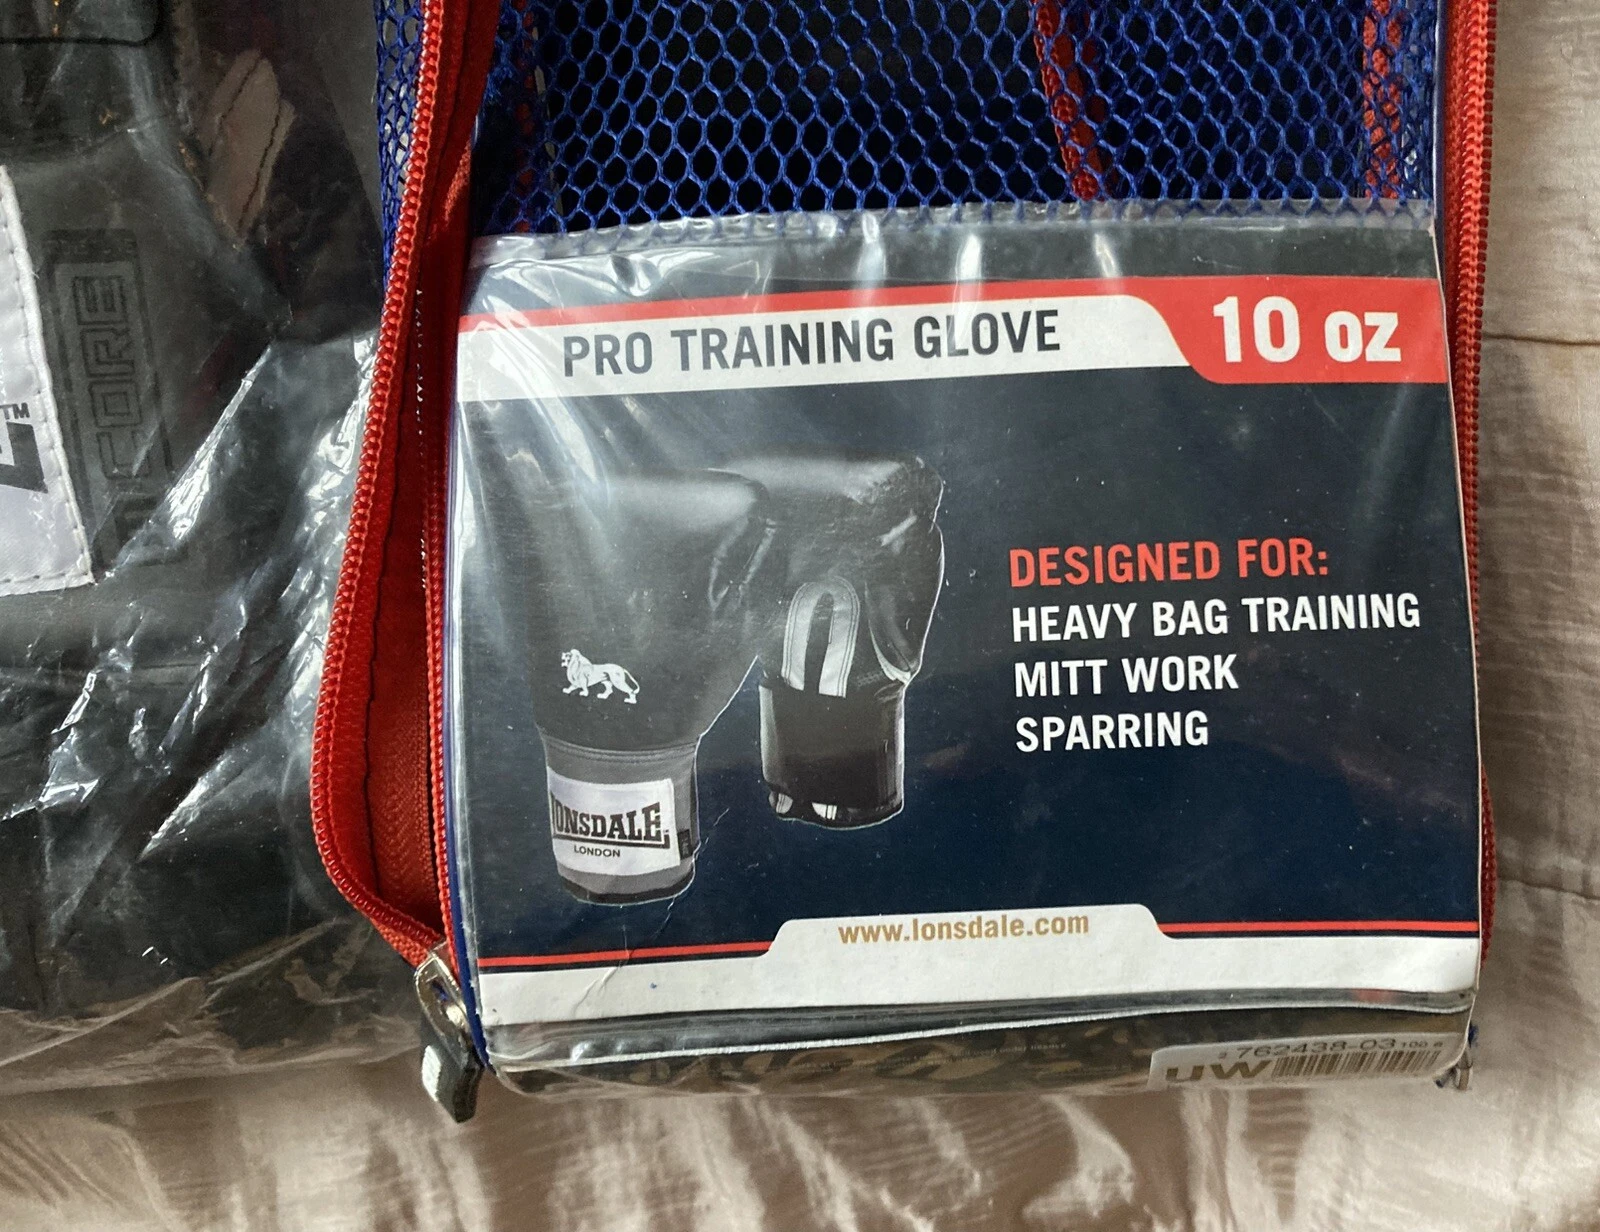 PRO TRAINING GLOVE
10 oz
DESIGNED FOR:
HEAVY BAG TRAINING
MITT WORK
SPARRING
LONSDALE
LONDON
www.lonsdale.com
762438-03
UW
CORE
TM